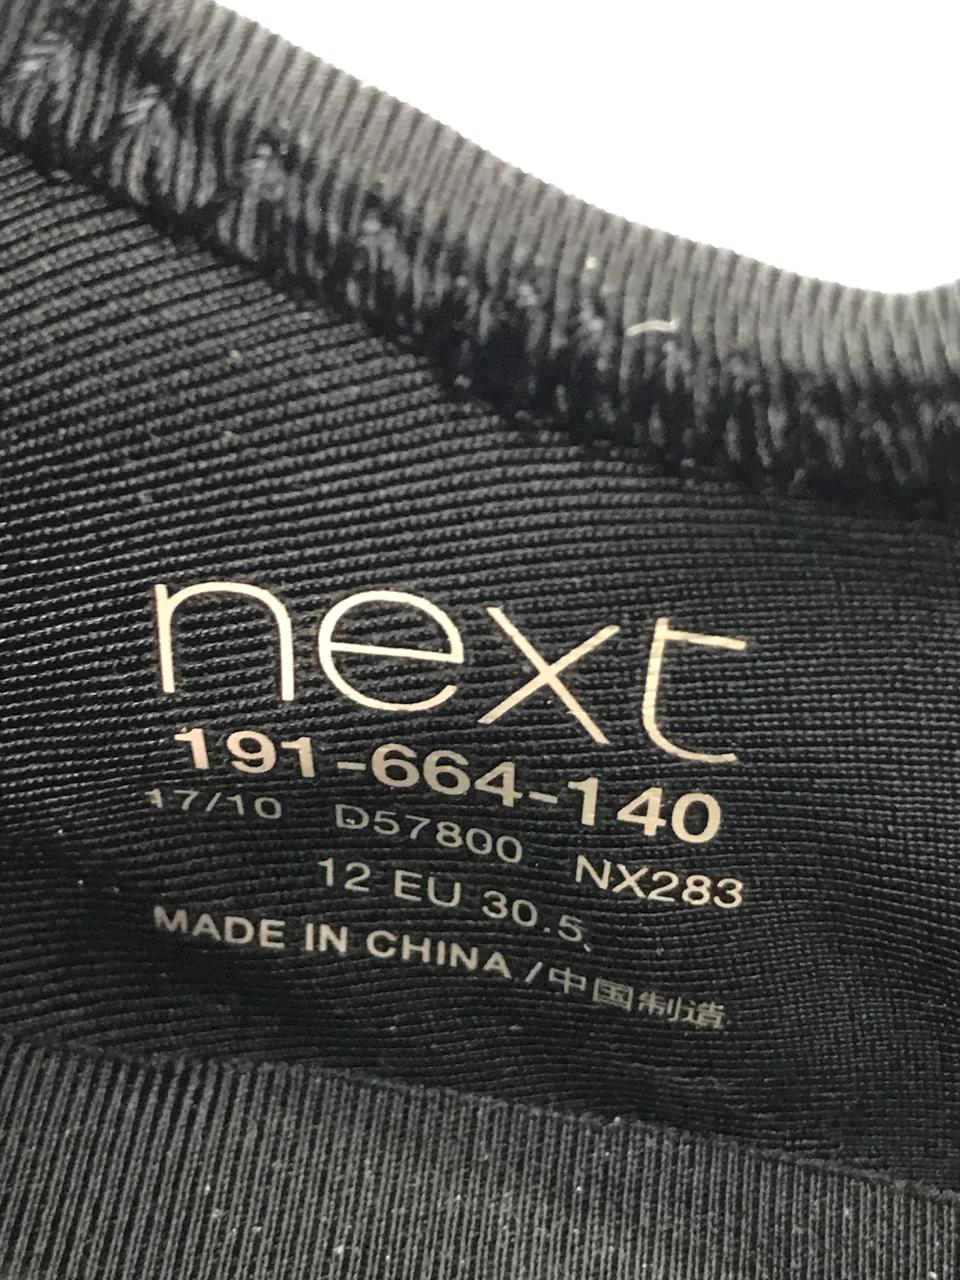 next
191-664-140
17/10 D57800 NX283
12 EU 30.5
MADE IN CHINA /中国制造